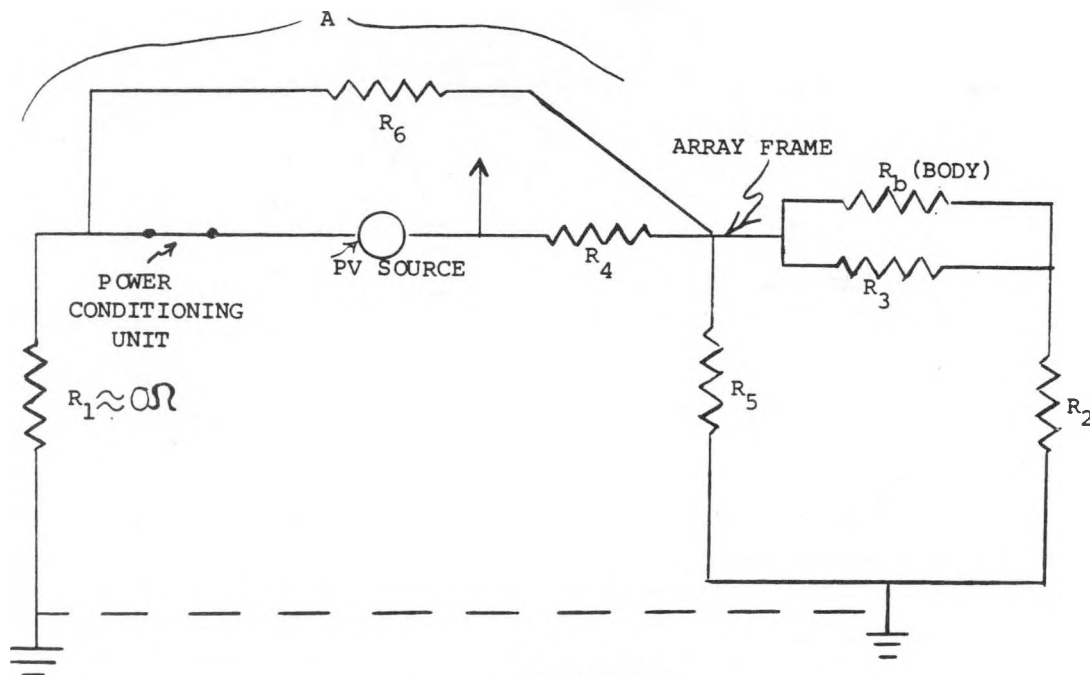 A
R6
ARRAY FRAME
Rb (BODY)
R4
PV SOURCE
R3
POWER
CONDITIONING
UNIT
R1≈0Ω
R5
R2